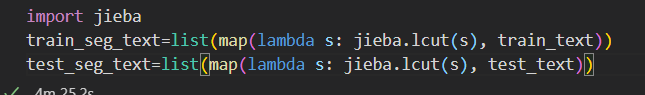 import jieba
train_seg_text=list(map(lambda s: jieba.lcut(s), train_text))
test_seg_text=list(map(lambda s: jieba.lcut(s), test_text))
4m 25.2s